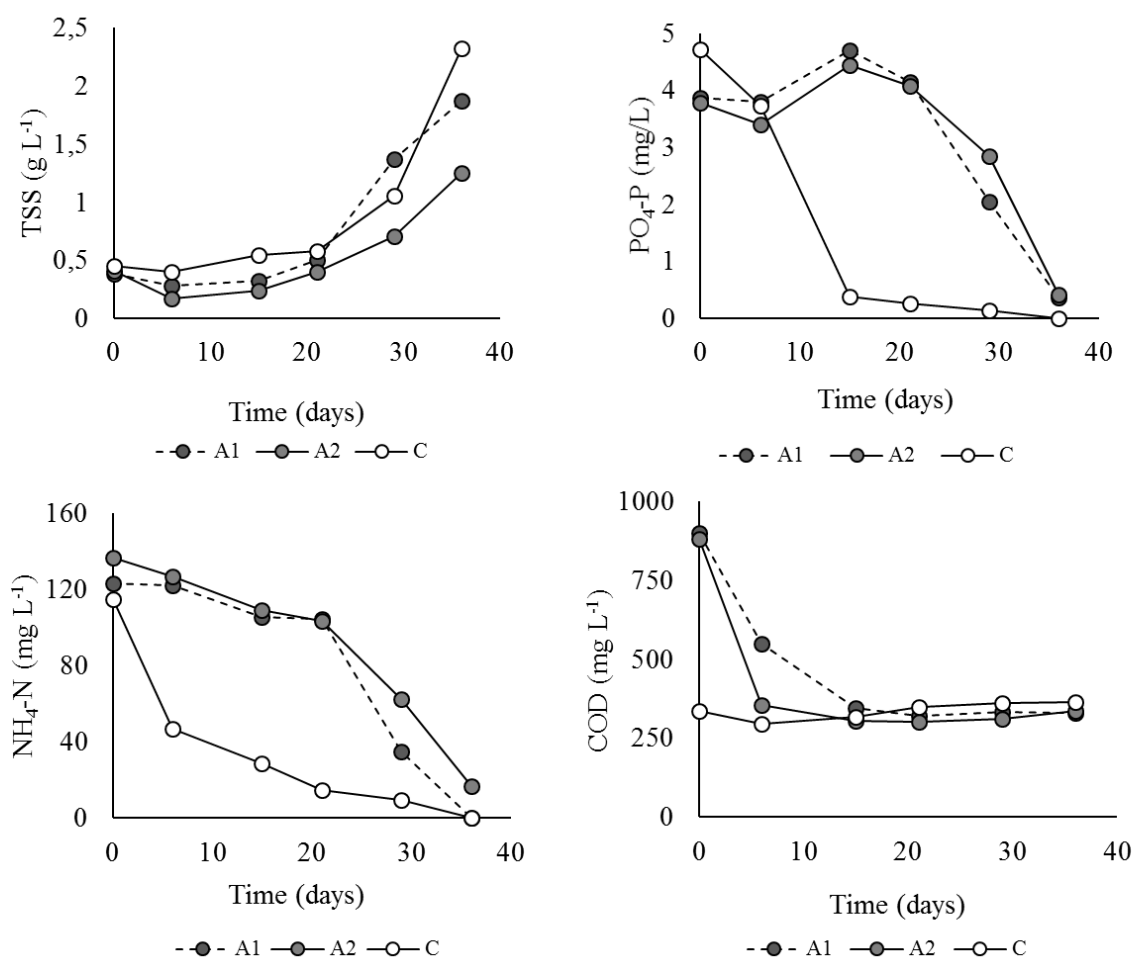 TSS (g L⁻¹)
2,5
2
1,5
1
0,5
0
0 10 20 30 40
Time (days)
A1 A2 C
PO₄-P (mg/L)
5
4
3
2
1
0
0 10 20 30 40
Time (days)
A1 A2 C
NH₄-N (mg L⁻¹)
160
120
80
40
0
0 10 20 30 40
Time (days)
A1 A2 C
COD (mg L⁻¹)
1000
750
500
250
0
0 10 20 30 40
Time (days)
A1 A2 C